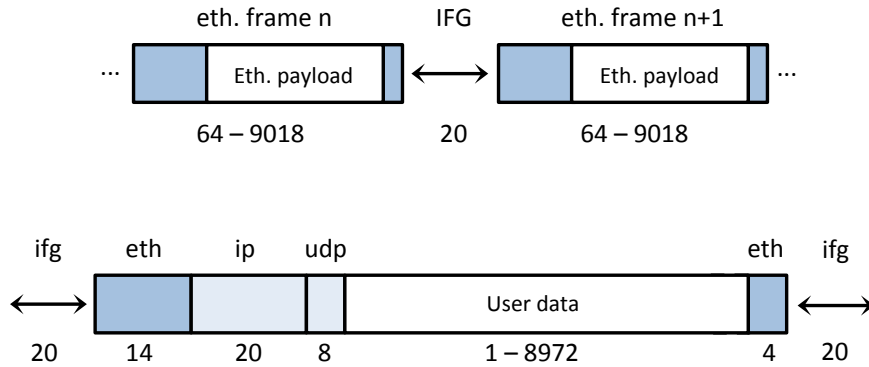 eth. frame n IFG eth. frame n+1
... Eth. payload Eth. payload ...
64 – 9018 20 64 – 9018
ifg eth ip udp eth ifg
User data
20 14 20 8 1 – 8972 4 20